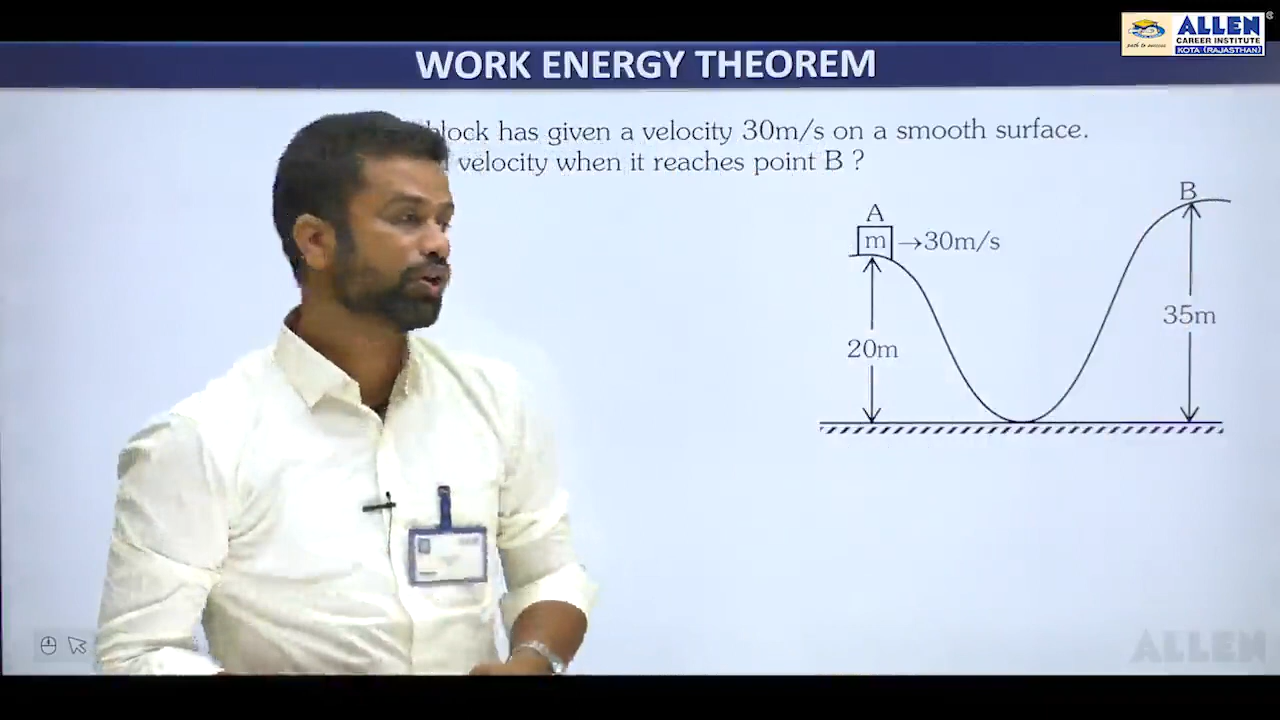 ALLEN
CAREER INSTITUTE
KOTA (RAJASTHAN)
WORK ENERGY THEOREM
block has given a velocity 30m/s on a smooth surface.
velocity when it reaches point B ?
A
B
m →30m/s
35m
20m
ALLEN